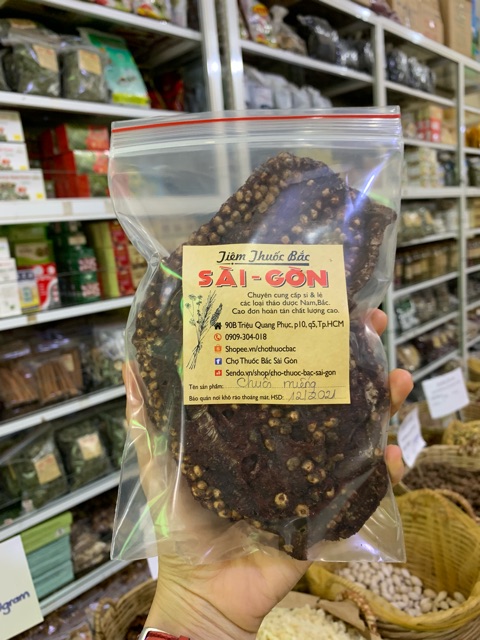 Tiệm Thuốc Bắc
SÀI-GÒN
Chuyên cung cấp sỉ & lẻ
các loại thảo dược Nam, Bắc.
Cao đơn hoàn tán chất lượng cao.
90B Triệu Quang Phục, p10, q5, Tp.HCM
0909-304-018
Shopee.vn/chothuocbac
Chợ Thuốc Bắc Sài Gòn
Sendo.vn/shop/cho-thuoc-bac-sai-gon
Tên sản phẩm: Chuối miếng
Bảo quản nơi khô ráo thoáng mát, HSD: 12/2021